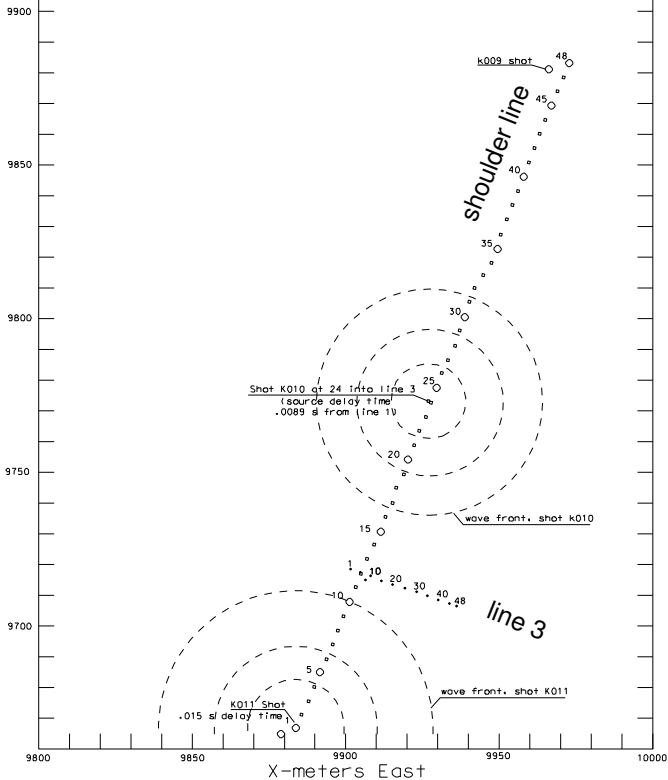 9900
k009 shot
48
45
shoulder line
9850
40
35
9800
30
25
Shot K010 at 24 into line 3
(source delay time
.0089 s from line 1)
20
9750
15
wave front, shot k010
1
10
20
30
40
48
10
line 3
9700
5
wave front, shot K011
K011 Shot
.015 s delay time
9800
9850
9900
9950
10000
X-meters East